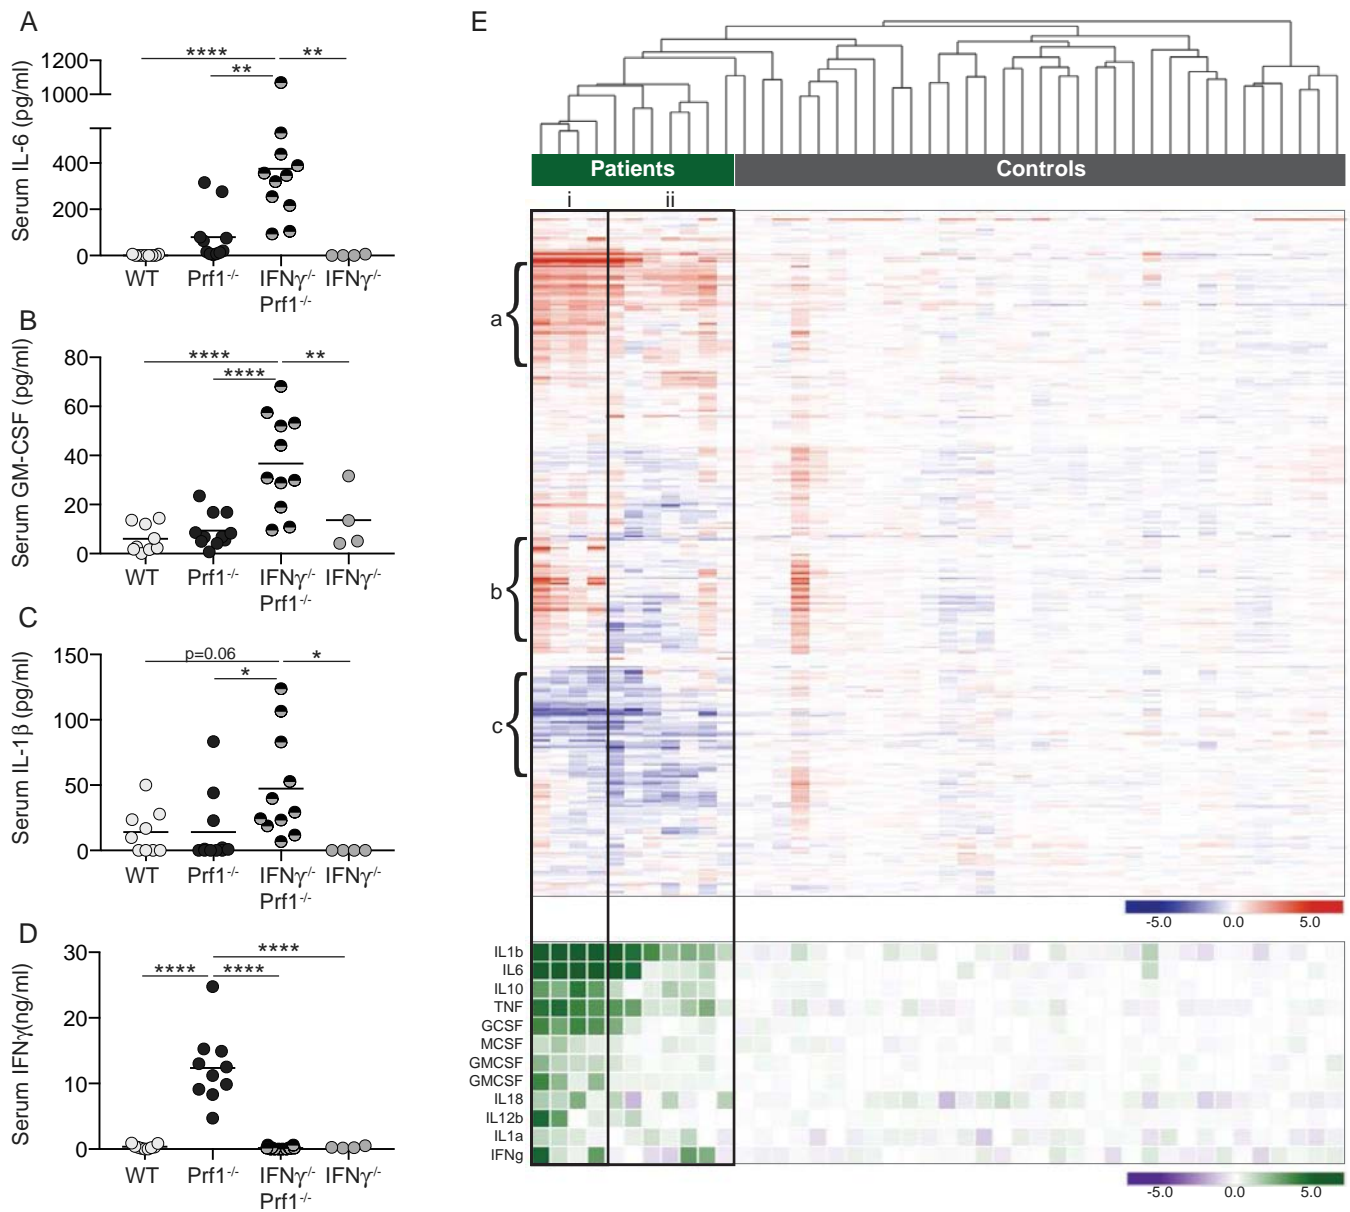 A
Serum IL-6 (pg/ml)
1200
1000
400
200
0
****
**
**
WT
Prf1-/-
IFNγ-/-
Prf1-/-
IFNγ-/-
B
Serum GM-CSF (pg/ml)
80
60
40
20
0
****
**
****
WT
Prf1-/-
IFNγ-/-
Prf1-/-
IFNγ-/-
C
Serum IL-1β (pg/ml)
150
100
50
0
p=0.06
*
*
WT
Prf1-/-
IFNγ-/-
Prf1-/-
IFNγ-/-
D
Serum IFNγ(ng/ml)
30
20
10
0
****
****
****
WT
Prf1-/-
IFNγ-/-
Prf1-/-
IFNγ-/-
E
Patients
Controls
i
ii
a
b
c
-5.0 0.0 5.0
IL1b
IL6
IL10
TNF
GCSF
MCSF
GMCSF
GMCSF
IL18
IL12b
IL1a
IFNg
-5.0 0.0 5.0